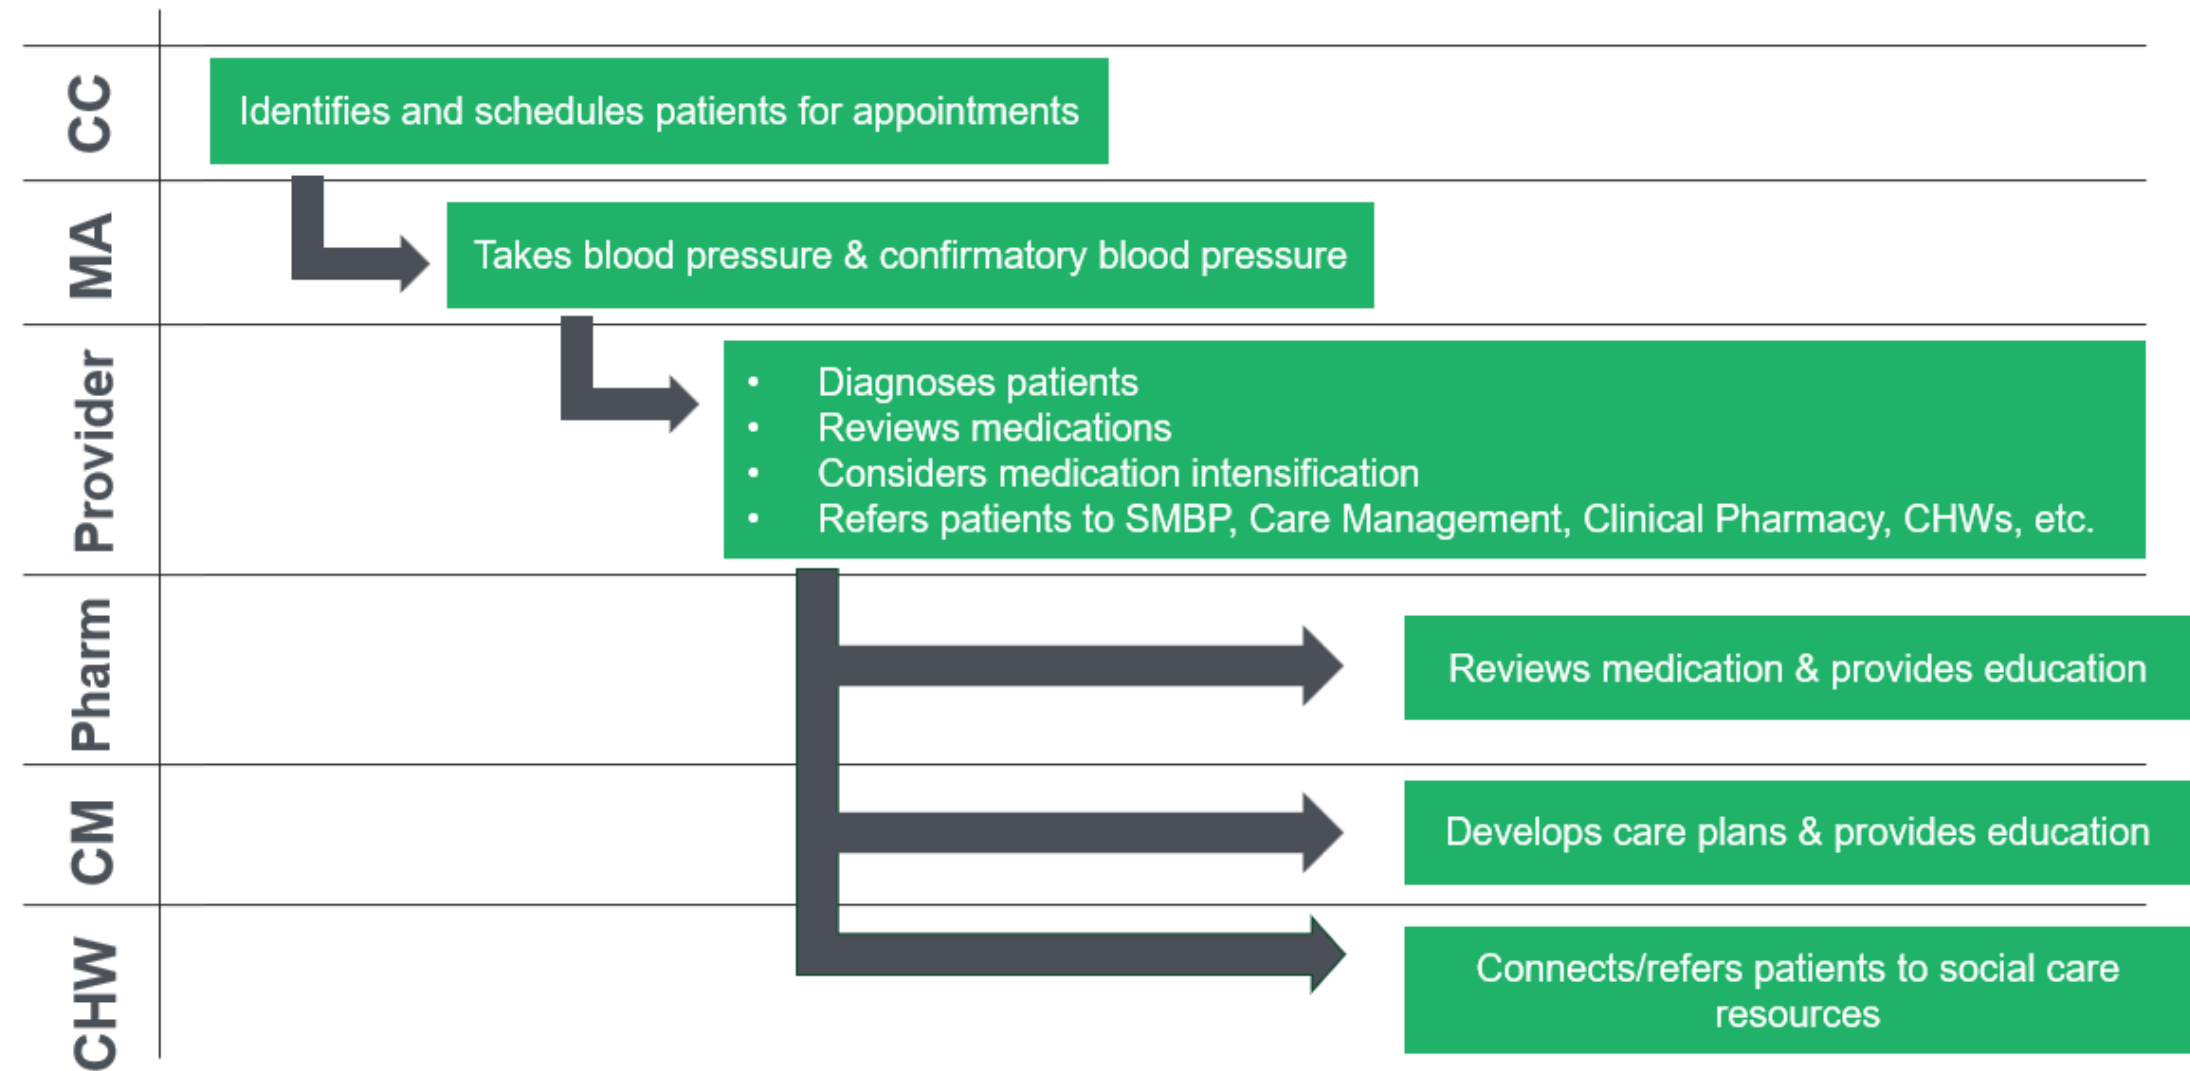 CC
Identifies and schedules patients for appointments
MA
Takes blood pressure & confirmatory blood pressure
Provider
• Diagnoses patients
• Reviews medications
• Considers medication intensification
• Refers patients to SMBP, Care Management, Clinical Pharmacy, CHWs, etc.
Pharm
Reviews medication & provides education
CM
Develops care plans & provides education
CHW
Connects/refers patients to social care
resources